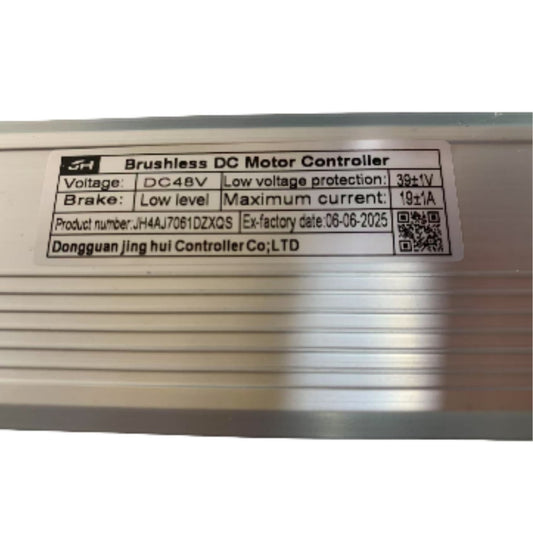 JH Brushless DC Motor Controller
Voltage: DC48V Low voltage protection: 39±1V
Brake: Low level Maximum current: 19±1A
Product number:JH4AJ7061DZXQS Ex-factory date:06-06-2025
Dongguan jing hui Controller Co;LTD